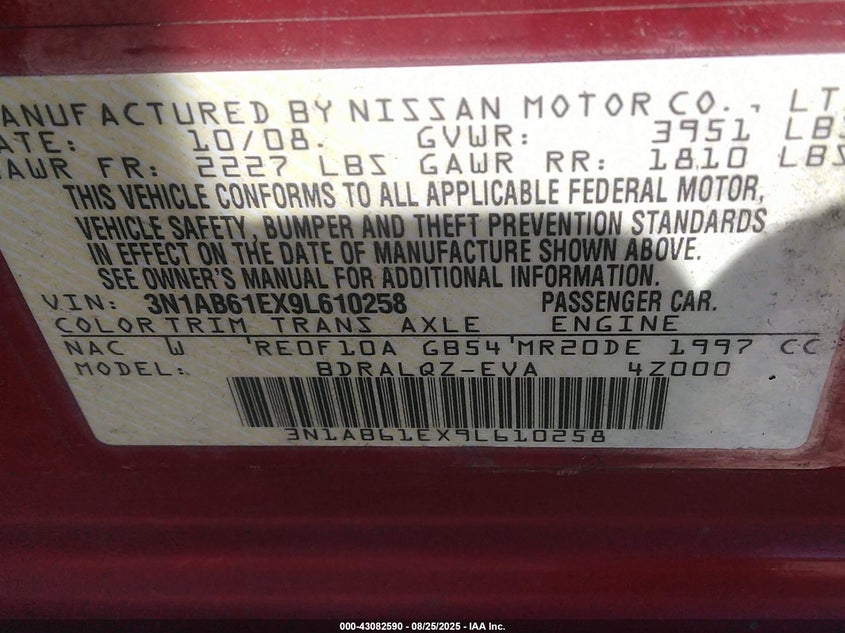 ANUFACTURED BY NISSAN MOTOR CO., LT
ATE: 10/08. GVWR: 3951 LBS
AWR FR: 2227 LBS GAWR RR: 1810 LBS
THIS VEHICLE CONFORMS TO ALL APPLICABLE FEDERAL MOTOR,
VEHICLE SAFETY, BUMPER AND THEFT PREVENTION STANDARDS
IN EFFECT ON THE DATE OF MANUFACTURE SHOWN ABOVE.
SEE OWNER'S MANUAL FOR ADDITIONAL INFORMATION.
VIN: 3N1AB61EX9L610258 PASSENGER CAR.
COLOR TRIM TRANS AXLE ENGINE
NAC W 'RE0F10A GB54'MR20DE 1997 CC
MODEL: BDRALQZ-EVA 4Z000
3N1AB61EX9L610258
000-43082590 - 08/25/2025 - IAA Inc.